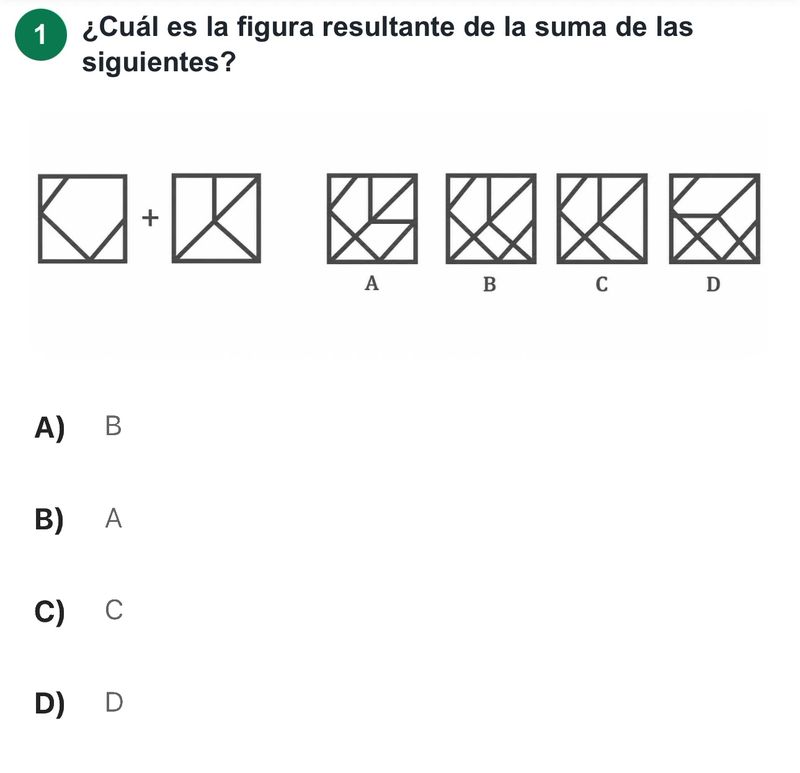 1 ¿Cuál es la figura resultante de la suma de las
siguientes?
+
A B C D
A) B
B) A
C) C
D) D